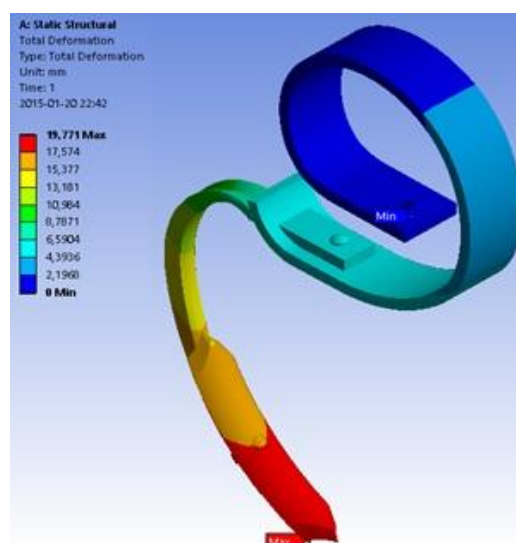 A: Static Structural
Total Deformation
Type: Total Deformation
Unit: mm
Time: 1
2015-01-20 22:42
19,771 Max
17,574
15,377
13,181
10,984
8,7871
6,5904
4,3936
2,1968
0 Min
Min
Max